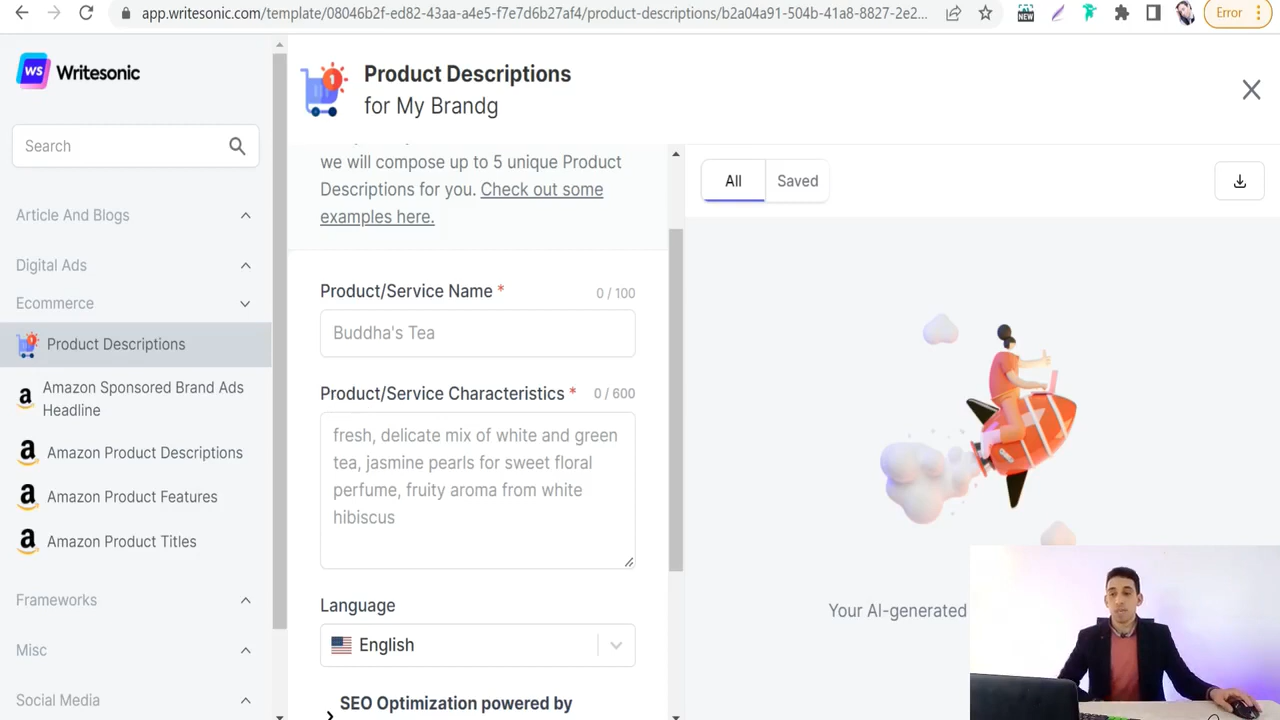 app.writesonic.com/template/08046b2f-ed82-43aa-a4e5-f7e7d6b27af4/product-descriptions/b2a04a91-504b-41a8-8827-2e2...
NEW
Error
WS Writesonic
Search
Article And Blogs
Digital Ads
Ecommerce
Product Descriptions
Amazon Sponsored Brand Ads
Headline
Amazon Product Descriptions
Amazon Product Features
Amazon Product Titles
Frameworks
Misc
Social Media
1
Product Descriptions
for My Brandg
we will compose up to 5 unique Product
Descriptions for you. Check out some
examples here.
Product/Service Name * 0 / 100
Buddha's Tea
Product/Service Characteristics * 0 / 600
fresh, delicate mix of white and green
tea, jasmine pearls for sweet floral
perfume, fruity aroma from white
hibiscus
Language
English
SEO Optimization powered by
All Saved
Your AI-generated